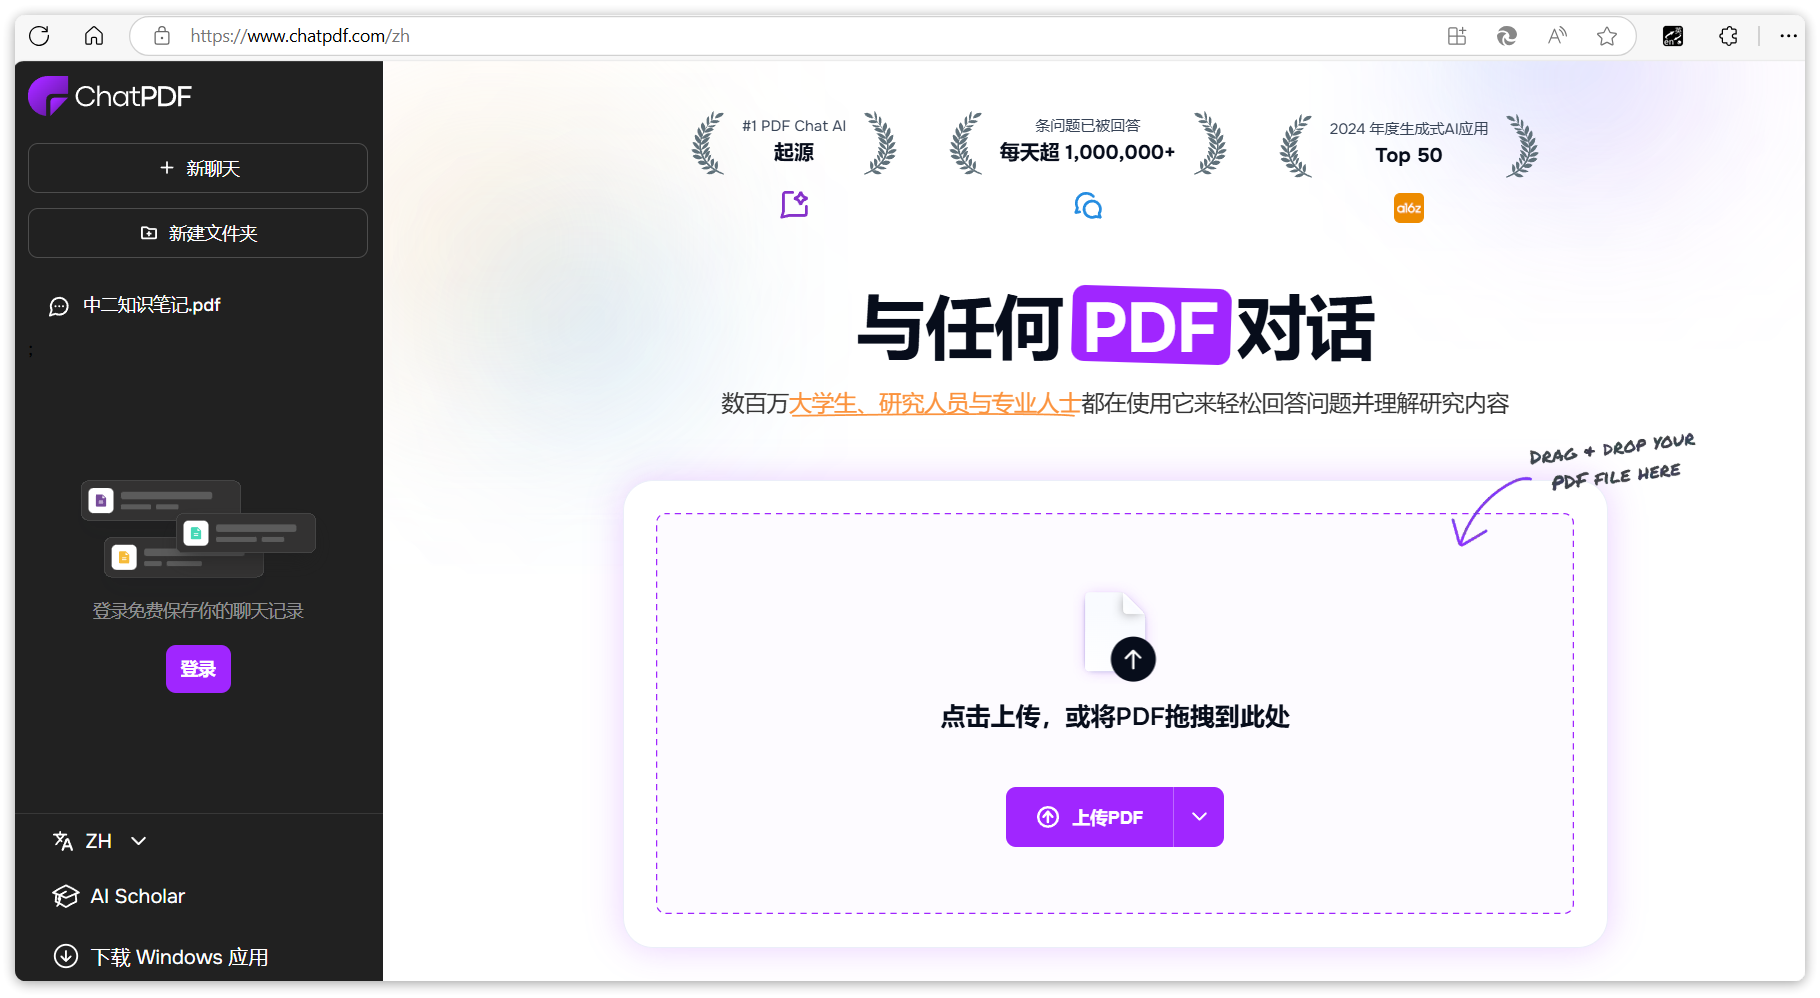 https://www.chatpdf.com/zh
ChatPDF
+ 新聊天
新建文件夹
中二知识笔记.pdf
;
登录免费保存你的聊天记录
登录
ZH
AI Scholar
下载 Windows 应用
#1 PDF Chat AI
起源
条问题已被回答
每天超 1,000,000+
2024 年度生成式AI应用
Top 50
a16z
与任何PDF对话
数百万大学生、研究人员与专业人士都在使用它来轻松回答问题并理解研究内容
DRAG & DROP YOUR
PDF FILE HERE
点击上传，或将PDF拖拽到此处
上传PDF